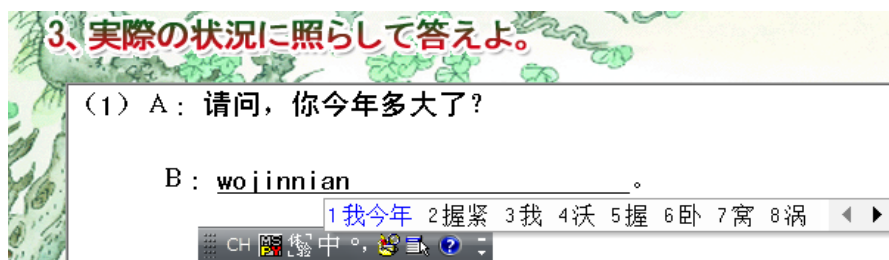 3、実際の状況に照らして答えよ。
（1） A：请问，你今年多大了？
B：wojinnian。
1我今年 2握紧 3我 4沃 5握 6卧 7窝 8涡
CH 中 °,